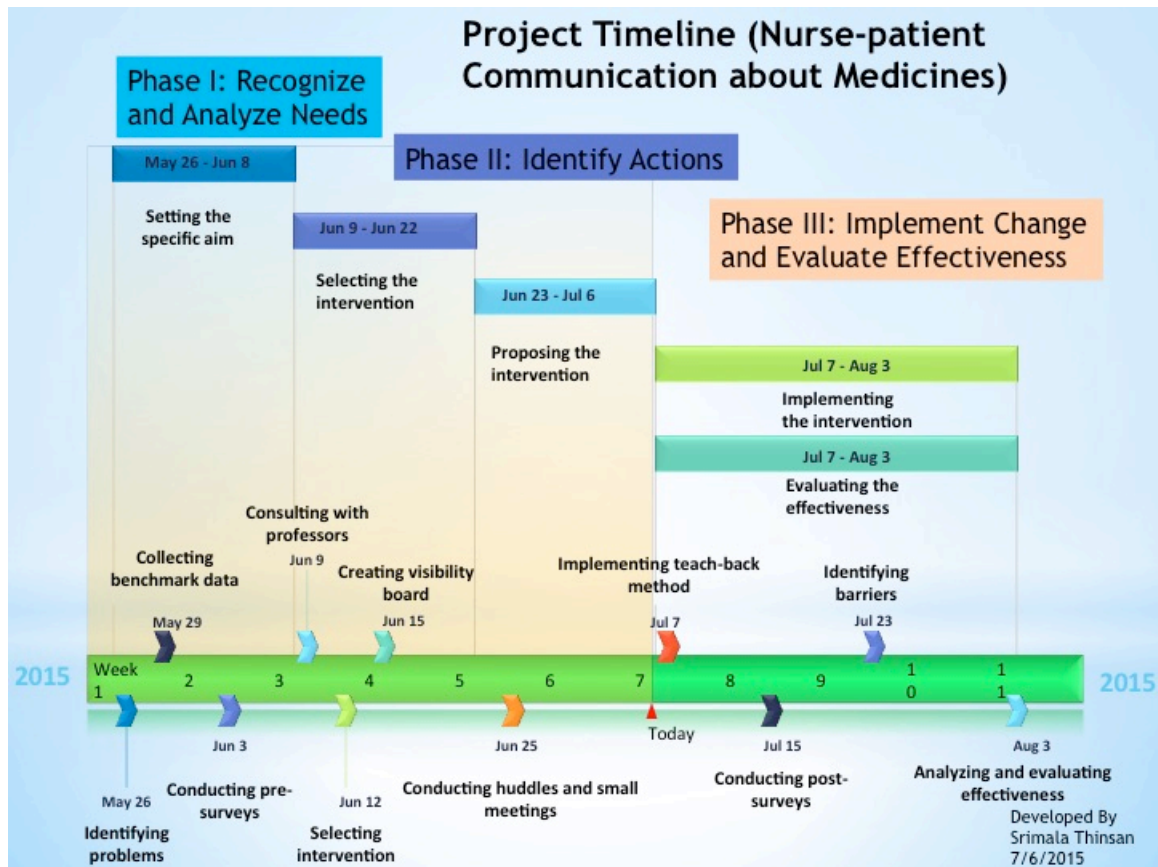 Project Timeline (Nurse-patient
Communication about Medicines)
Phase I: Recognize
and Analyze Needs
Phase II: Identify Actions
Phase III: Implement Change
and Evaluate Effectiveness
May 26 - Jun 8
Setting the
specific aim
Jun 9 - Jun 22
Selecting the
intervention
Jun 23 - Jul 6
Proposing the
intervention
Jul 7 - Aug 3
Implementing
the intervention
Jul 7 - Aug 3
Evaluating the
effectiveness
Collecting
benchmark data
May 29
Consulting with
professors
Jun 9
Creating visibility
board
Jun 15
Implementing teach-back
method
Jul 7
Identifying
barriers
Jul 23
2015
Week
1
2
3
4
5
6
7
8
9
1
0
1
1
2015
Today
May 26
Identifying
problems
Jun 3
Conducting pre-
surveys
Jun 12
Selecting
intervention
Jun 25
Conducting huddles and small
meetings
Jul 15
Conducting post-
surveys
Aug 3
Analyzing and evaluating
effectiveness
Developed By
Srimala Thinsan
7/6/2015